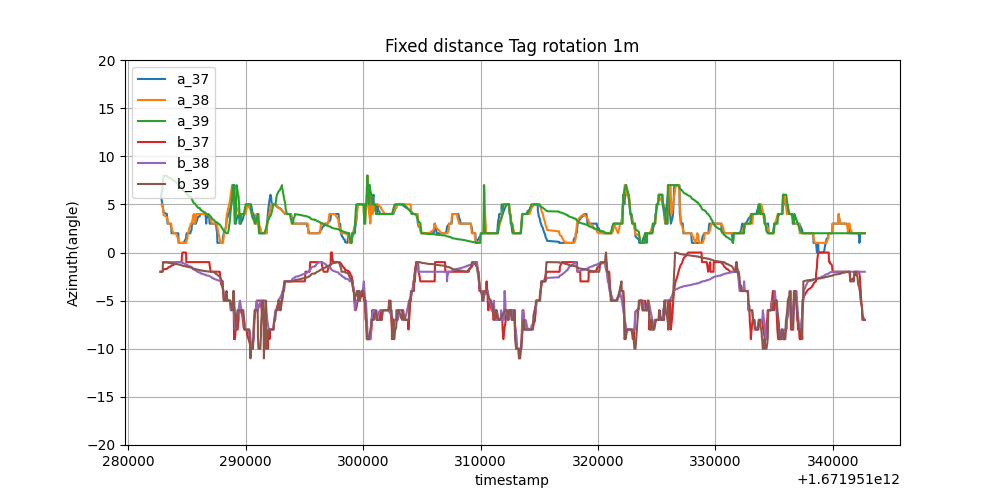 Fixed distance Tag rotation 1m
20
15
10
5
0
−5
−10
−15
−20
Azimuth(angle)
a_37
a_38
a_39
b_37
b_38
b_39
280000 290000 300000 310000 320000 330000 340000
timestamp
+1.671951e12